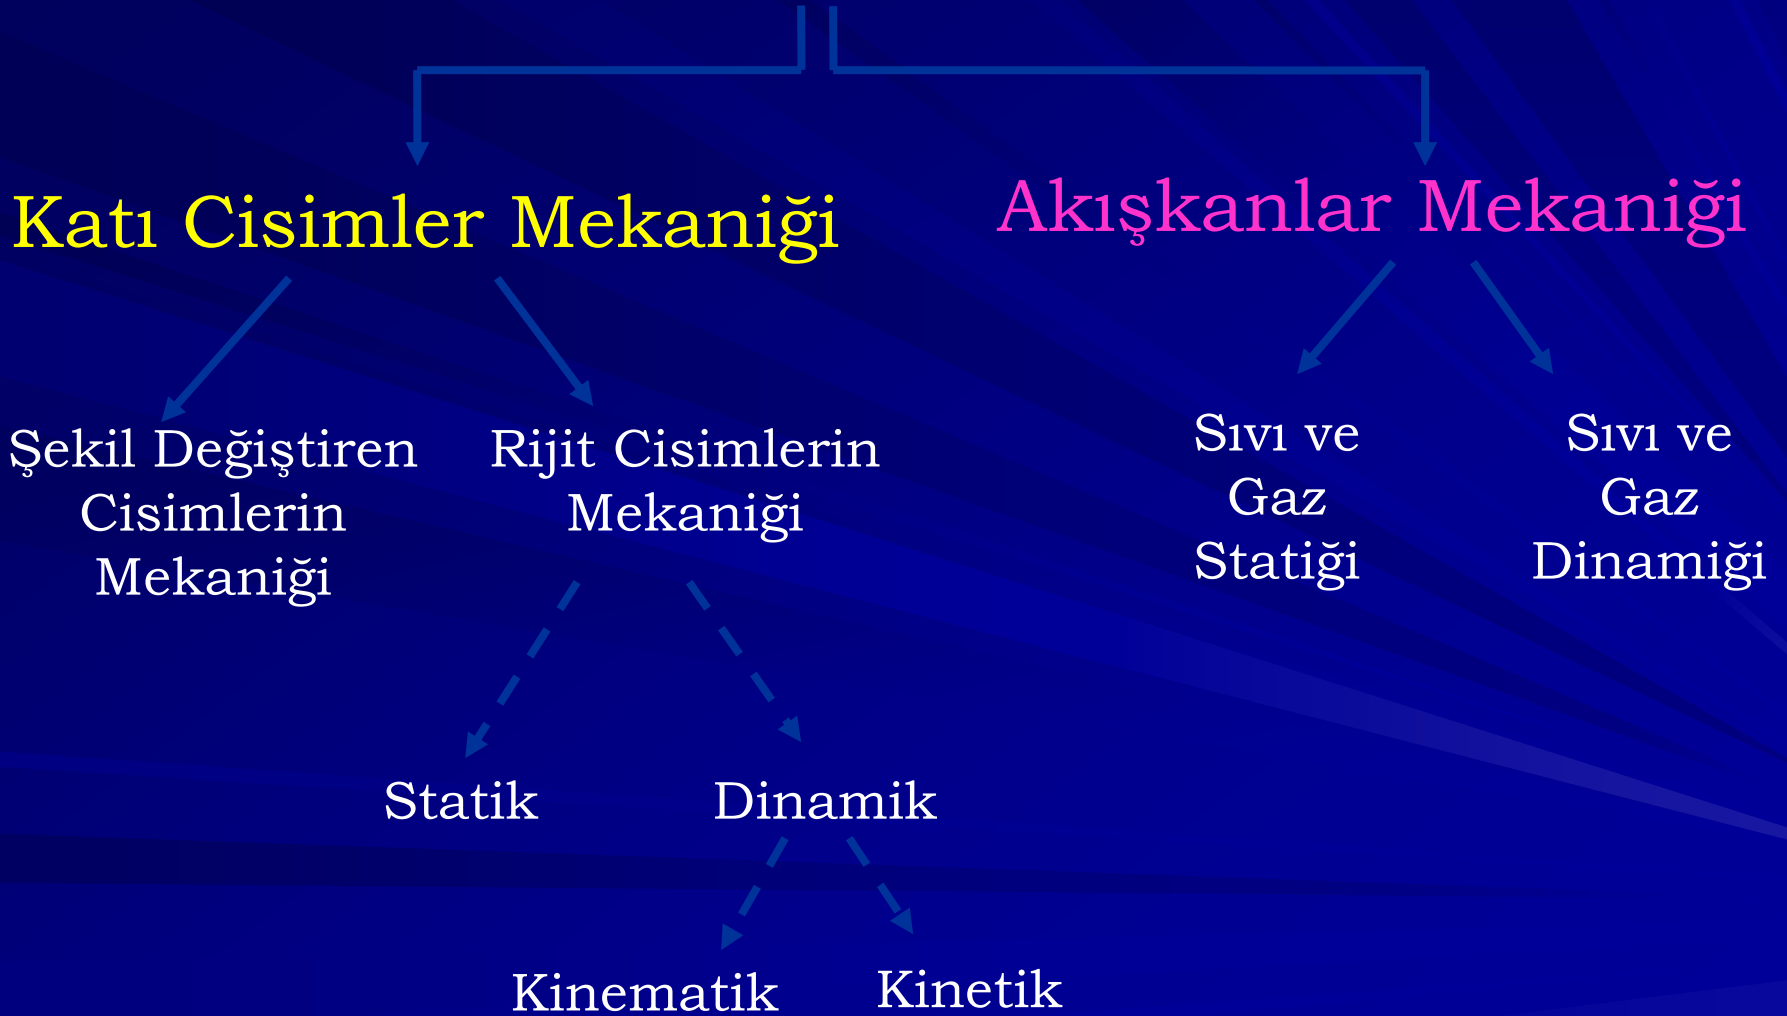 Katı Cisimler Mekaniği
Akışkanlar Mekaniği
Şekil Değiştiren
Cisimlerin
Mekaniği
Rijit Cisimlerin
Mekaniği
Sıvı ve
Gaz
Statiği
Sıvı ve
Gaz
Dinamiği
Statik
Dinamik
Kinematik
Kinetik